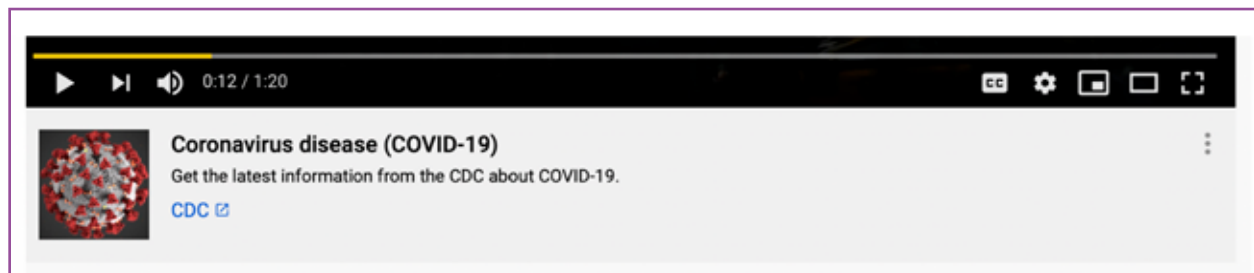 0:12 / 1:20
CC
Coronavirus disease (COVID-19)
Get the latest information from the CDC about COVID-19.
CDC